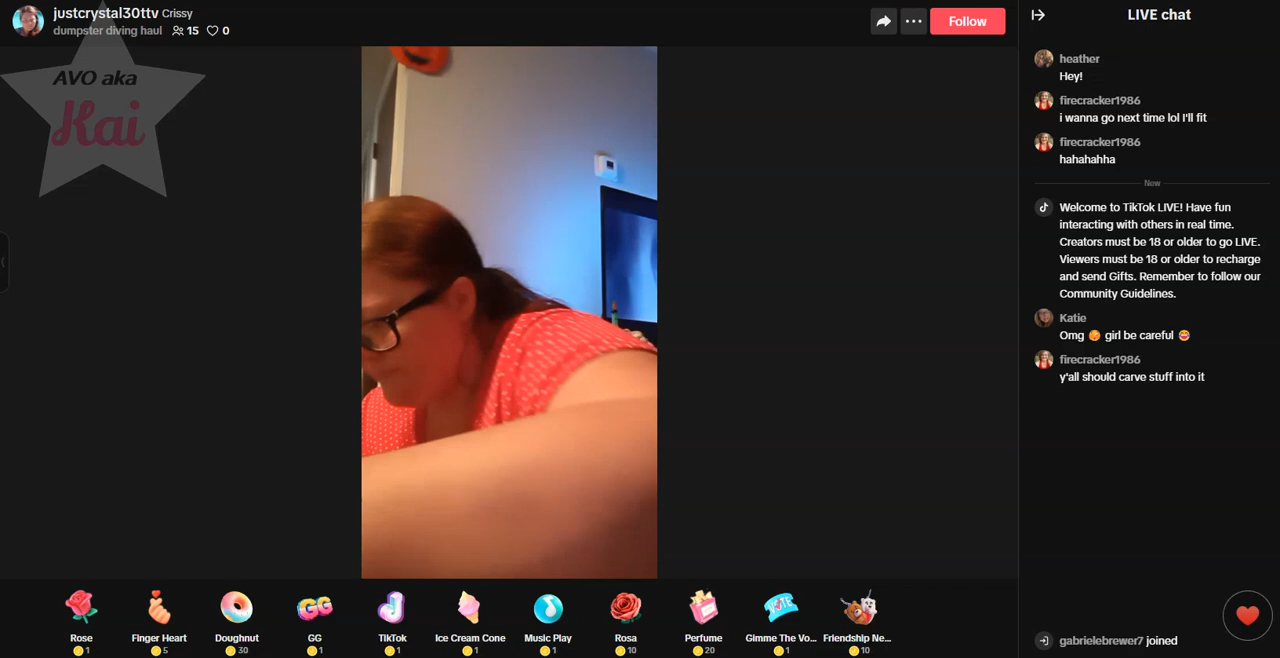 justcrystal30ttv Crissy
dumpster diving haul 15 0
Follow
AVO aka
Kai
LIVE chat
heather
Hey!
firecracker1986
i wanna go next time lol I'll fit
firecracker1986
hahahahha
New
Welcome to TikTok LIVE! Have fun
interacting with others in real time.
Creators must be 18 or older to go LIVE.
Viewers must be 18 or older to recharge
and send Gifts. Remember to follow our
Community Guidelines.
Katie
Omg 🤭 girl be careful 😂
firecracker1986
y'all should carve stuff into it
GG
Rose Finger Heart Doughnut GG TikTok Ice Cream Cone Music Play Rosa Perfume Gimme The Vo... Friendship Ne...
1 5 30 1 1 1 1 10 20 1 10
gabrielebrewer7 joined